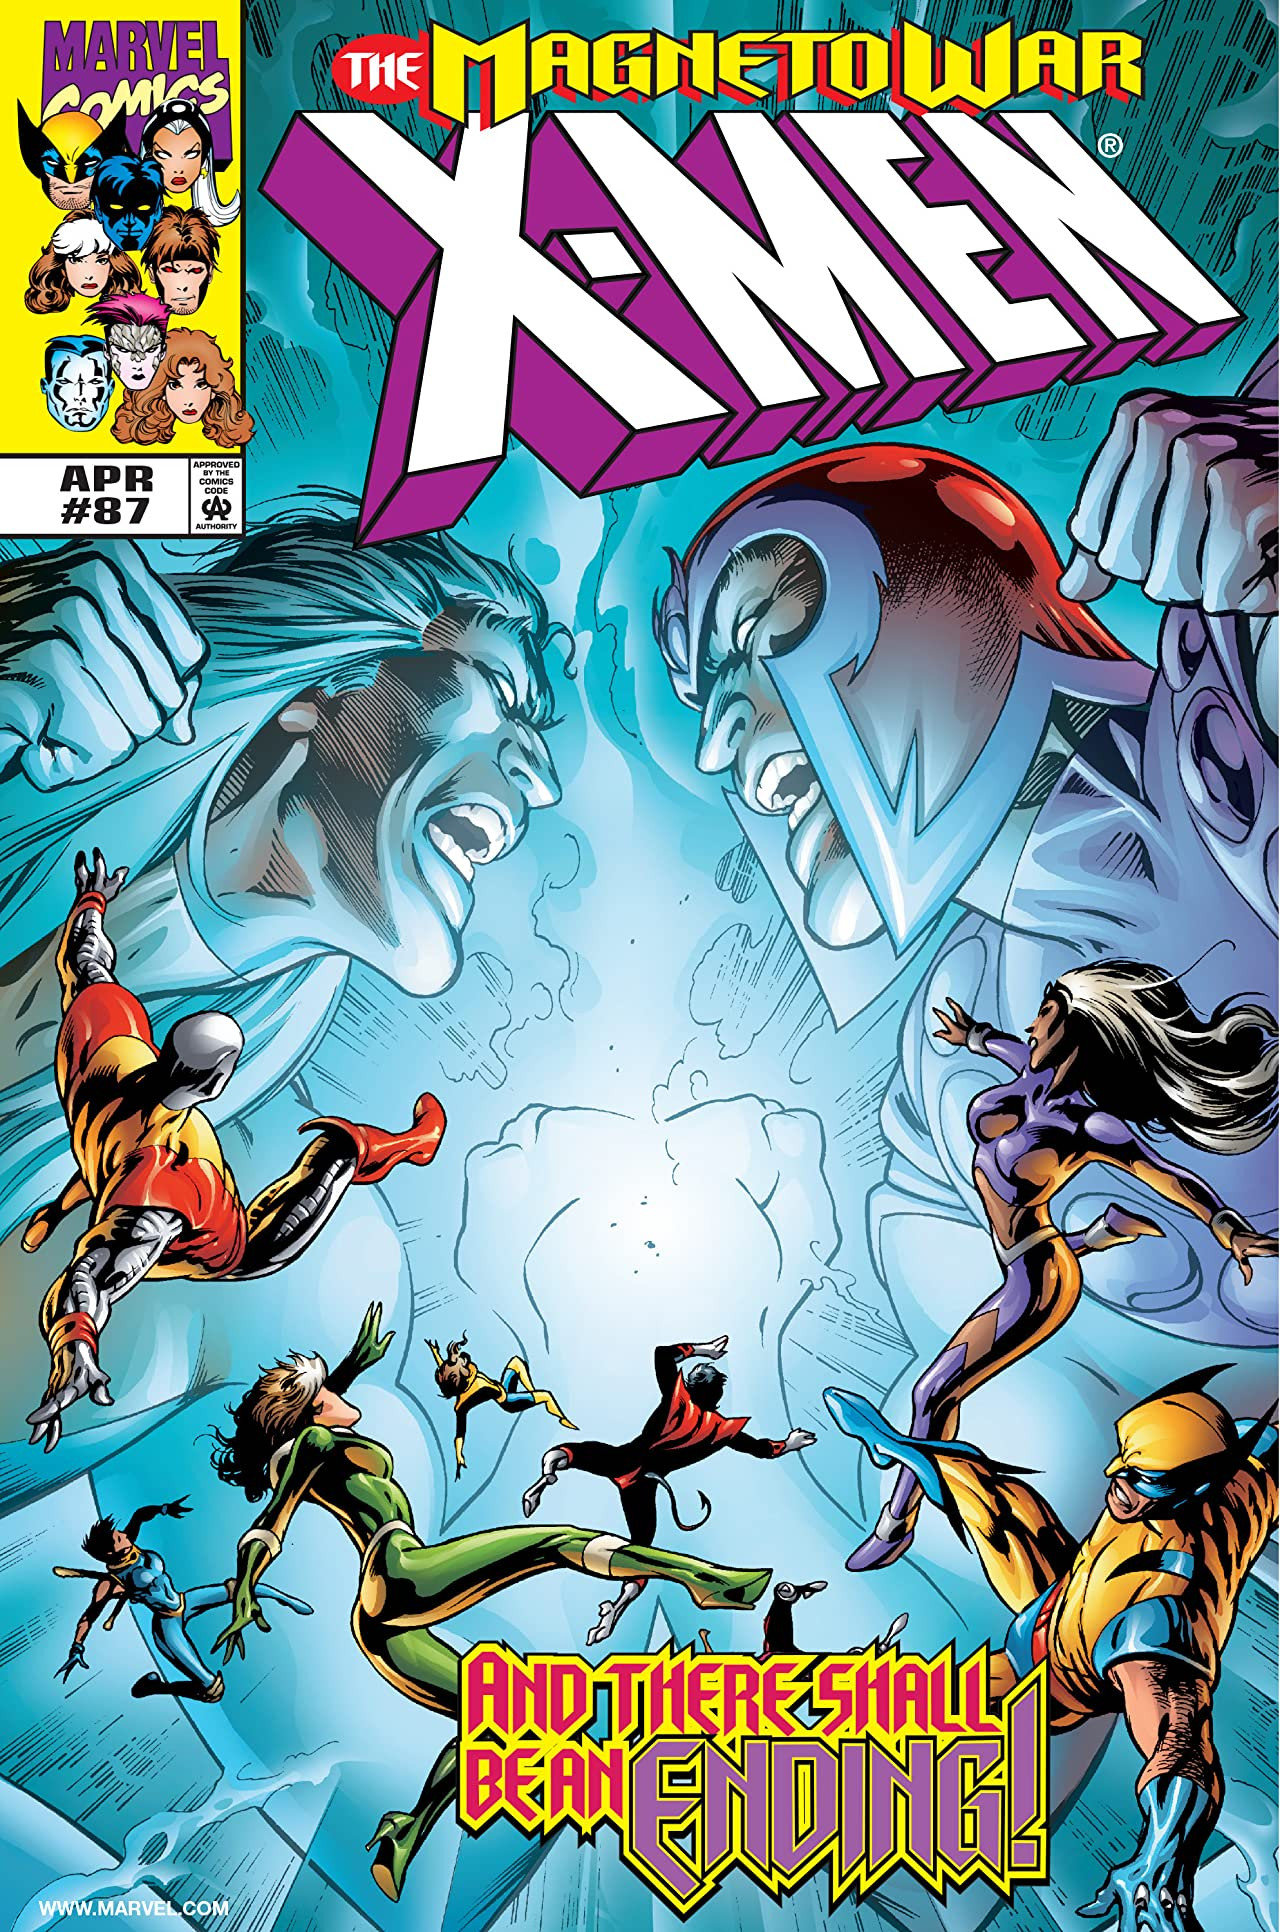 MARVEL
COMICS
THE MAGNETO WAR
X-MEN®
APR
#87
APPROVED
BY THE
COMICS
CODE
CA
AUTHORITY
AND THERE SHALL
BE AN ENDING!
WWW.MARVEL.COM